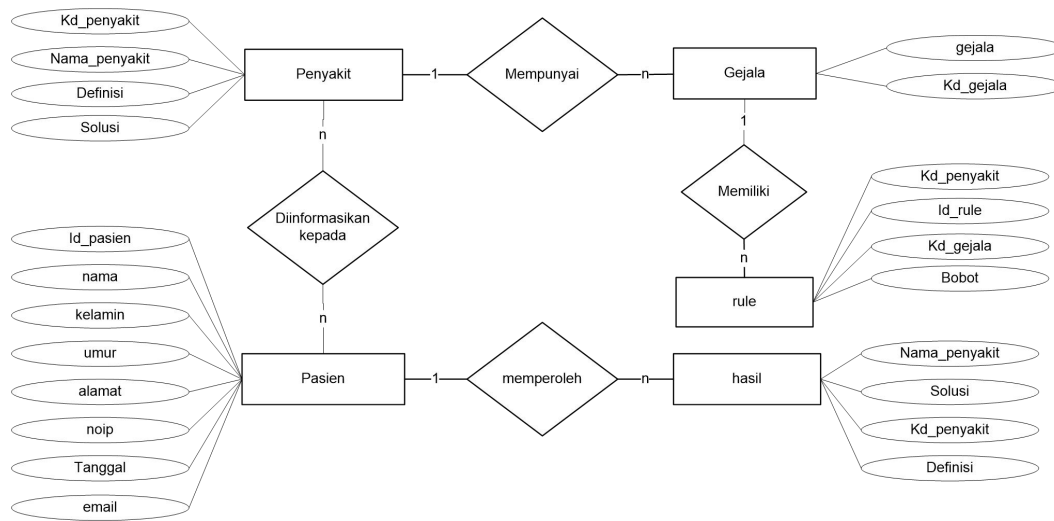 Kd_penyakit
Nama_penyakit
Definisi
Solusi
Penyakit
1
Mempunyai
n
Gejala
gejala
Kd_gejala
n
Diinformasikan
kepada
n
1
Memiliki
n
rule
Kd_penyakit
Id_rule
Kd_gejala
Bobot
Id_pasien
nama
kelamin
umur
alamat
noip
Tanggal
email
Pasien
1
memperoleh
n
hasil
Nama_penyakit
Solusi
Kd_penyakit
Definisi